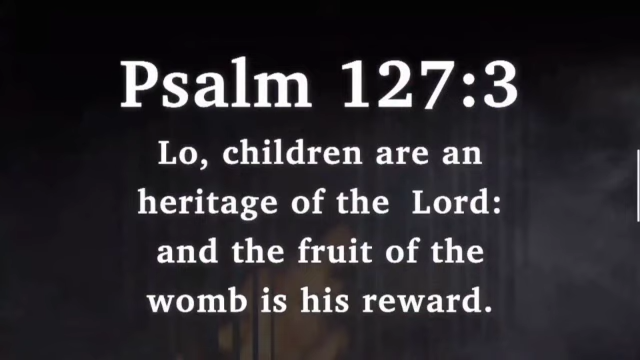 Psalm 127:3
Lo, children are an
heritage of the Lord:
and the fruit of the
womb is his reward.